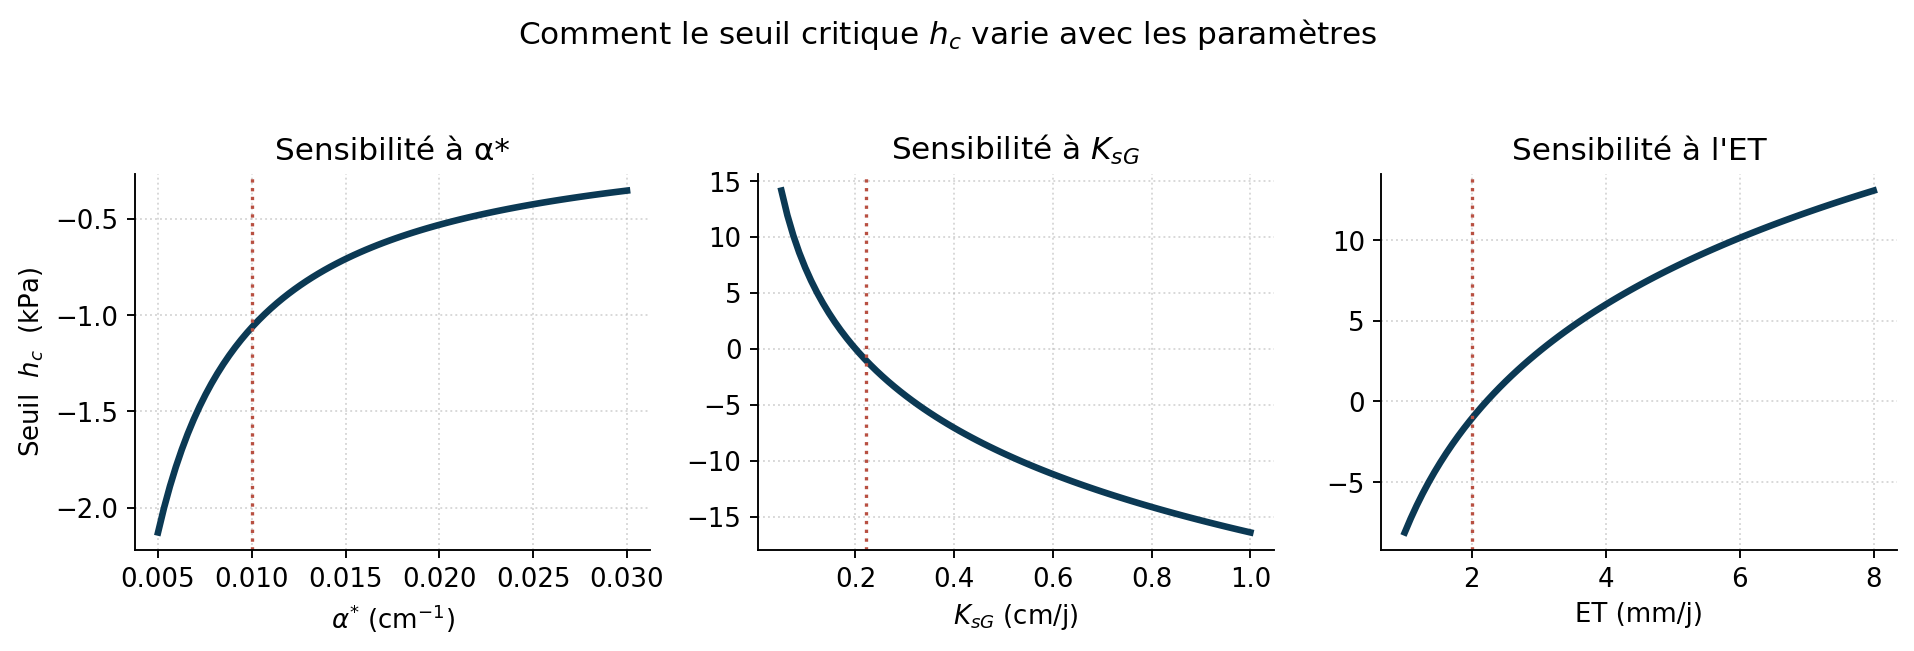 Comment le seuil critique h_c varie avec les paramètres
Sensibilité à α*
Seuil h_c (kPa)
−0.5
−1.0
−1.5
−2.0
0.005 0.010 0.015 0.020 0.025 0.030
α* (cm⁻¹)
Sensibilité à K_sG
15
10
5
0
−5
−10
−15
0.2 0.4 0.6 0.8 1.0
K_sG (cm/j)
Sensibilité à l'ET
10
5
0
−5
2 4 6 8
ET (mm/j)